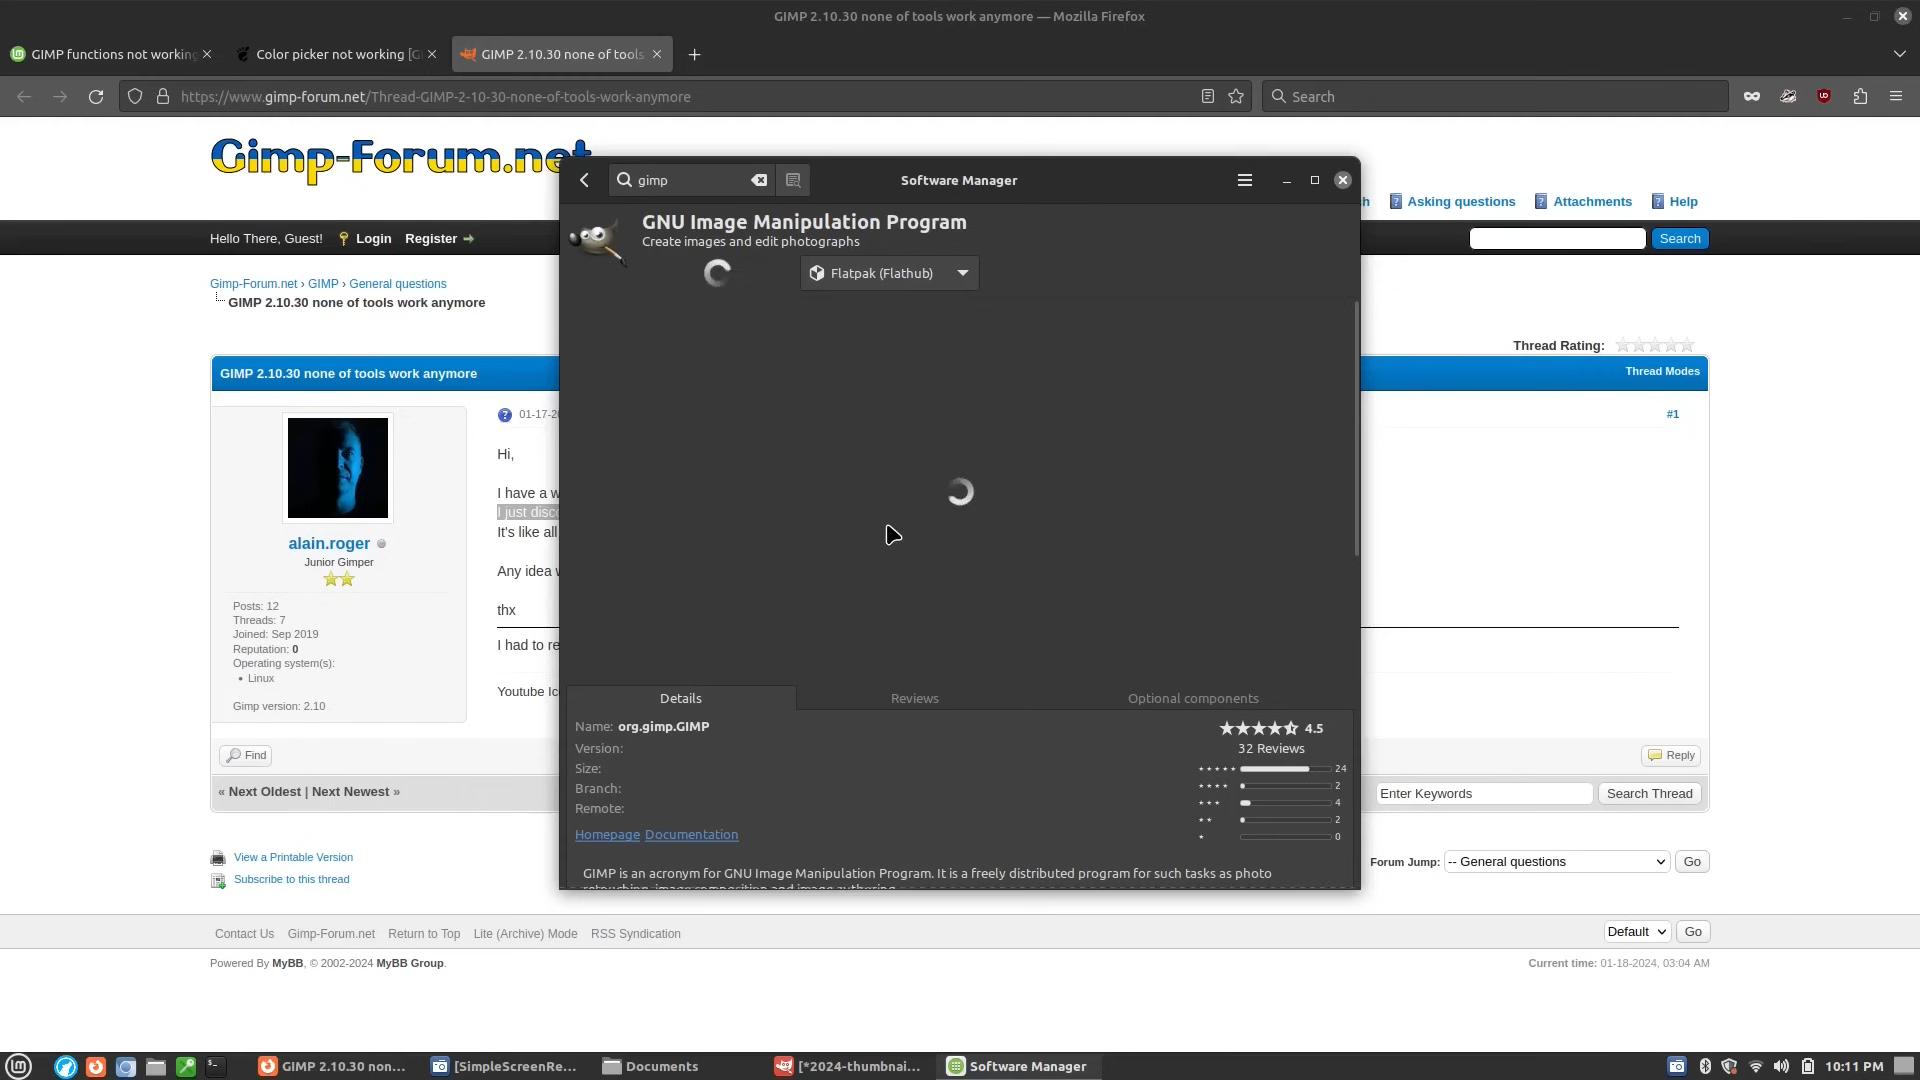 GIMP 2.10.30 none of tools work anymore — Mozilla Firefox
GIMP functions not working
Color picker not working [G
GIMP 2.10.30 none of tools
https://www.gimp-forum.net/Thread-GIMP-2-10-30-none-of-tools-work-anymore
Search
Gimp-Forum.net
gimp
Software Manager
h
Asking questions
Attachments
Help
Hello There, Guest!
Login
Register
Search
GNU Image Manipulation Program
Create images and edit photographs
Flatpak (Flathub)
Gimp-Forum.net › GIMP › General questions
GIMP 2.10.30 none of tools work anymore
Thread Rating:
GIMP 2.10.30 none of tools work anymore
Thread Modes
01-17-20
#1
Hi,
I have a w
I just disco
It's like all
Any idea w
thx
I had to re
Youtube Ic
alain.roger
Junior Gimper
Posts: 12
Threads: 7
Joined: Sep 2019
Reputation: 0
Operating system(s):
• Linux
Gimp version: 2.10
Find
Reply
« Next Oldest | Next Newest »
Enter Keywords
Search Thread
Details
Reviews
Optional components
Name: org.gimp.GIMP
Version:
Size:
Branch:
Remote:
Homepage Documentation
4.5
32 Reviews
24
2
4
2
0
GIMP is an acronym for GNU Image Manipulation Program. It is a freely distributed program for such tasks as photo
retouching, image composition and image authoring.
View a Printable Version
Subscribe to this thread
Forum Jump:
-- General questions
Go
Contact Us
Gimp-Forum.net
Return to Top
Lite (Archive) Mode
RSS Syndication
Default
Go
Powered By MyBB, © 2002-2024 MyBB Group.
Current time: 01-18-2024, 03:04 AM
GIMP 2.10.30 non...
[SimpleScreenRe...
Documents
[*2024-thumbnai...
Software Manager
10:11 PM